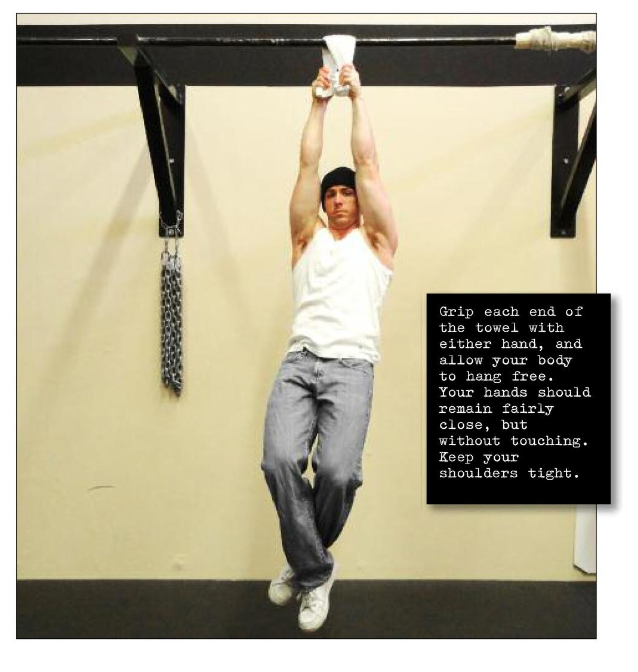 Grip each end of
the towel with
either hand, and
allow your body
to hang free.
Your hands should
remain fairly
close, but
without touching.
Keep your
shoulders tight.